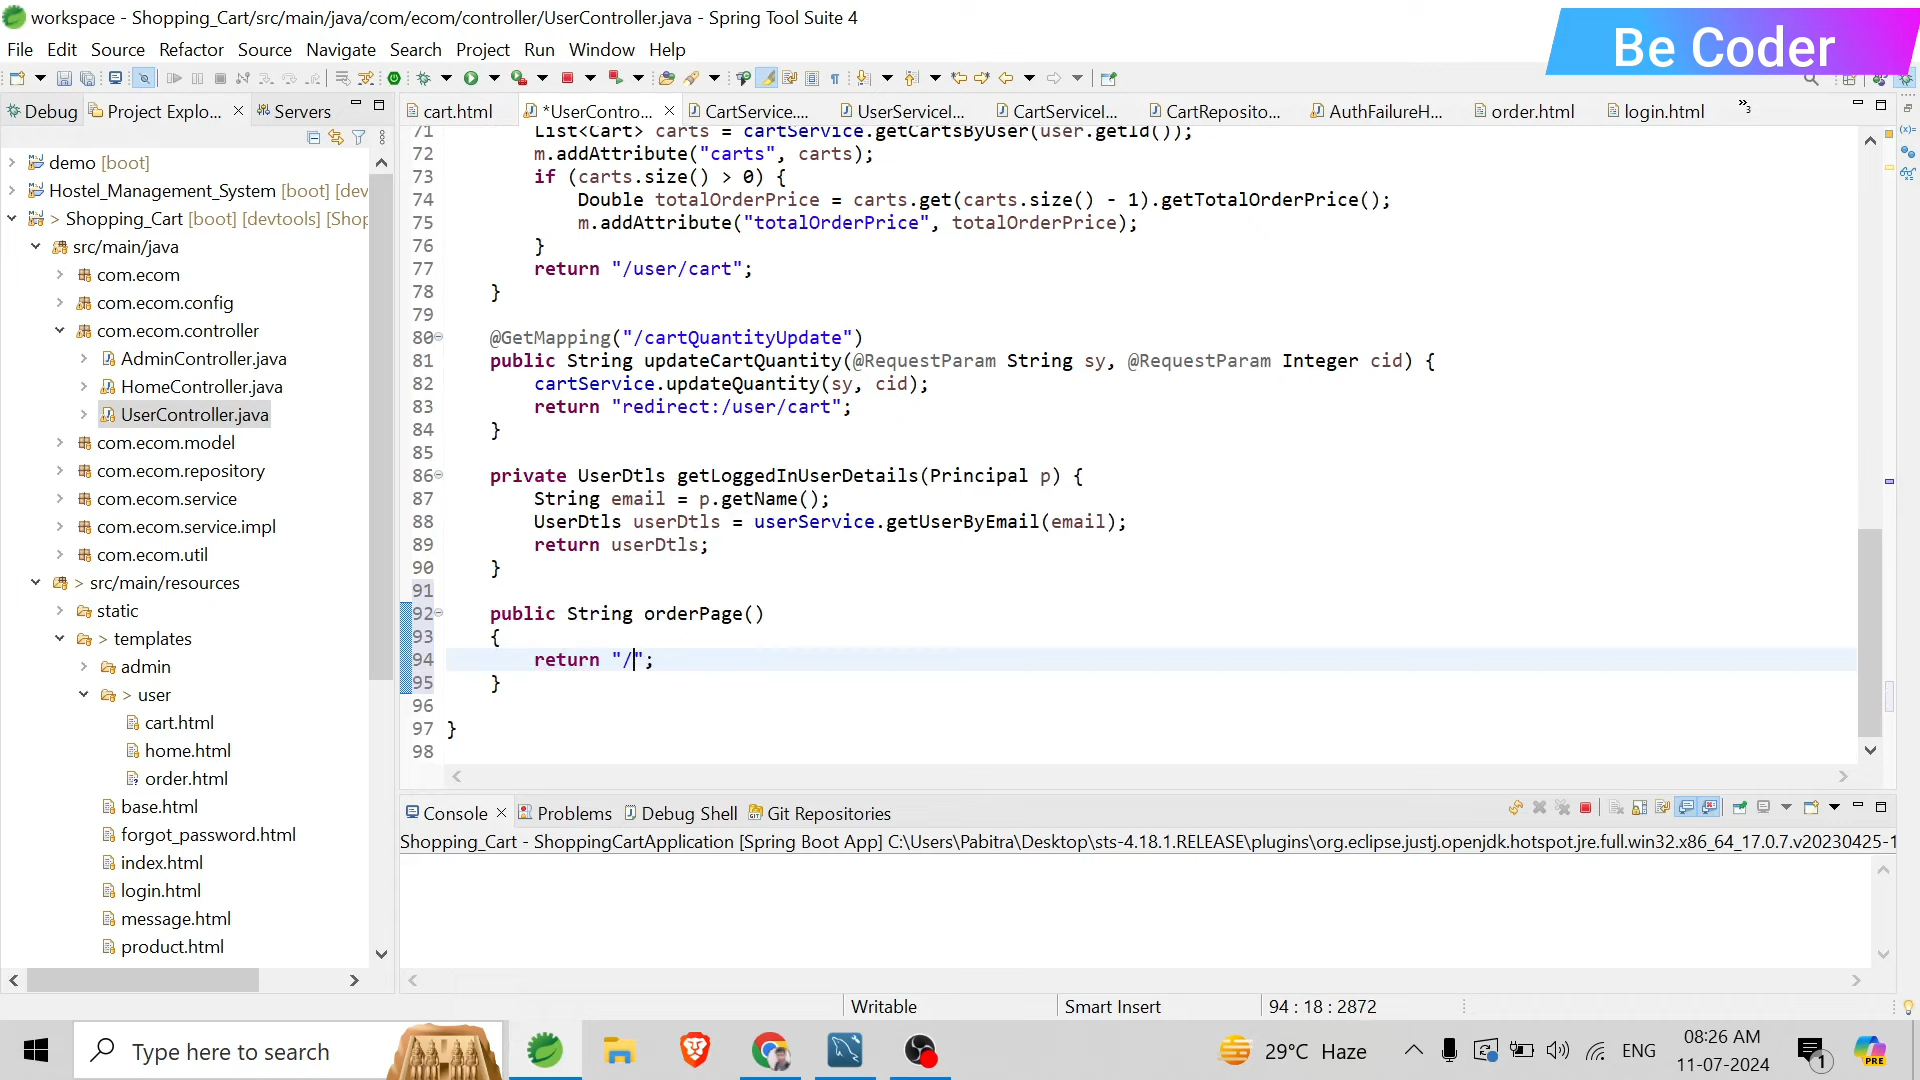 workspace - Shopping_Cart/src/main/java/com/ecom/controller/UserController.java - Spring Tool Suite 4
Be Coder
File Edit Source Refactor Source Navigate Search Project Run Window Help
Debug Project Explo... Servers
cart.html *UserContro... CartService.... UserServiceI... CartServiceI... CartReposito... AuthFailureH... order.html login.html »3
demo [boot]
Hostel_Management_System [boot] [dev
> Shopping_Cart [boot] [devtools] [Shop
src/main/java
com.ecom
com.ecom.config
com.ecom.controller
AdminController.java
HomeController.java
UserController.java
com.ecom.model
com.ecom.repository
com.ecom.service
com.ecom.service.impl
com.ecom.util
> src/main/resources
static
> templates
admin
> user
cart.html
home.html
order.html
base.html
forgot_password.html
index.html
login.html
message.html
product.html
71 List<Cart> carts = cartService.getCartsByUser(user.getId());
72 m.addAttribute("carts", carts);
73 if (carts.size() > 0) {
74 Double totalOrderPrice = carts.get(carts.size() - 1).getTotalOrderPrice();
75 m.addAttribute("totalOrderPrice", totalOrderPrice);
76 }
77 return "/user/cart";
78 }
79
80 @GetMapping("/cartQuantityUpdate")
81 public String updateCartQuantity(@RequestParam String sy, @RequestParam Integer cid) {
82 cartService.updateQuantity(sy, cid);
83 return "redirect:/user/cart";
84 }
85
86 private UserDtls getLoggedInUserDetails(Principal p) {
87 String email = p.getName();
88 UserDtls userDtls = userService.getUserByEmail(email);
89 return userDtls;
90 }
91
92 public String orderPage()
93 {
94 return "/";
95 }
96
97 }
98
Console Problems Debug Shell Git Repositories
Shopping_Cart - ShoppingCartApplication [Spring Boot App] C:\Users\Pabitra\Desktop\sts-4.18.1.RELEASE\plugins\org.eclipse.justj.openjdk.hotspot.jre.full.win32.x86_64_17.0.7.v20230425-1
Writable Smart Insert 94 : 18 : 2872
Type here to search
29°C Haze
ENG
08:26 AM
11-07-2024
1
PRE